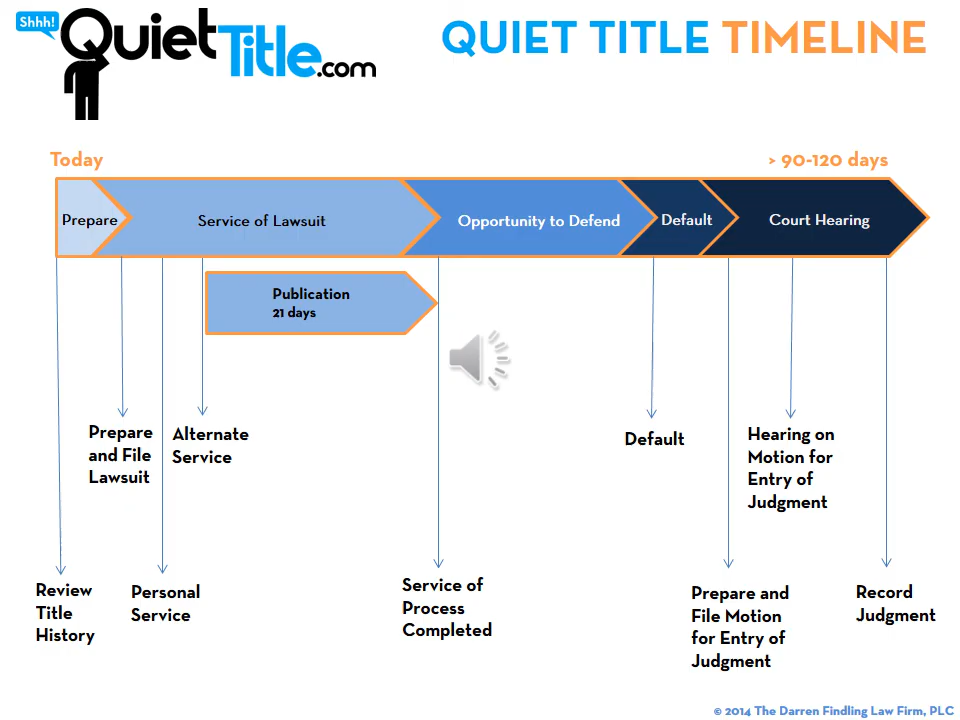 Shhh!
QuietTitle.com
QUIET TITLE TIMELINE
Today
> 90-120 days
Prepare
Service of Lawsuit
Opportunity to Defend
Default
Court Hearing
Publication
21 days
Prepare
and File
Lawsuit
Alternate
Service
Default
Hearing on
Motion for
Entry of
Judgment
Review
Title
History
Personal
Service
Service of
Process
Completed
Prepare and
File Motion
for Entry of
Judgment
Record
Judgment
© 2014 The Darren Findling Law Firm, PLC